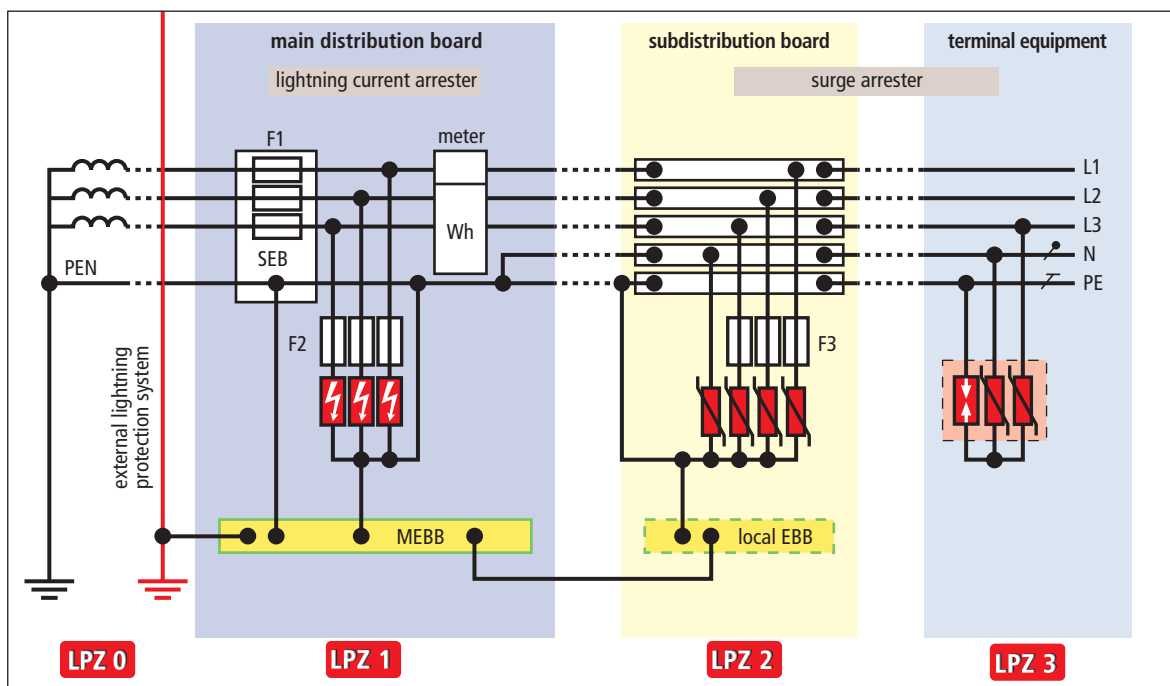 main distribution board
subdistribution board
terminal equipment
lightning current arrester
surge arrester
F1
meter
L1
L2
L3
Wh
SEB
N
PEN
PE
F2
F3
external lightning
protection system
MEBB
local EBB
LPZ 0
LPZ 1
LPZ 2
LPZ 3